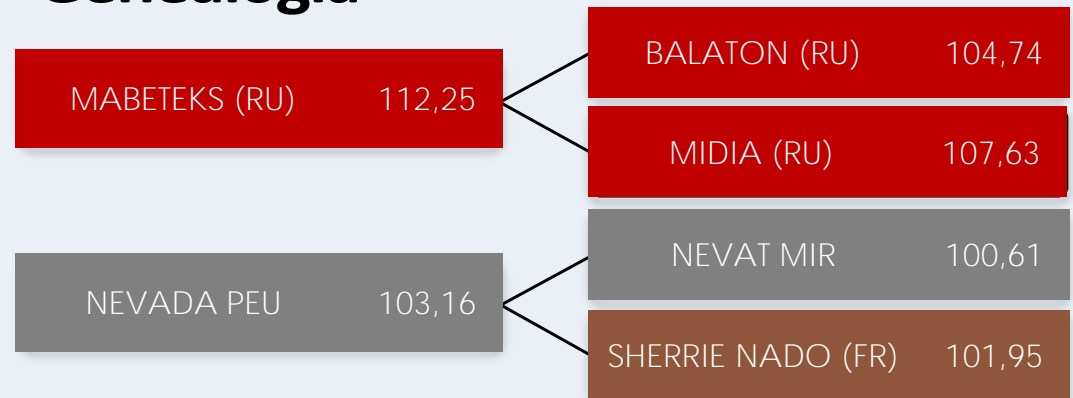 Genealogía
MABETEKS (RU) 112,25
BALATON (RU) 104,74
MIDIA (RU) 107,63
NEVADA PEU 103,16
NEVAT MIR 100,61
SHERRIE NADO (FR) 101,95